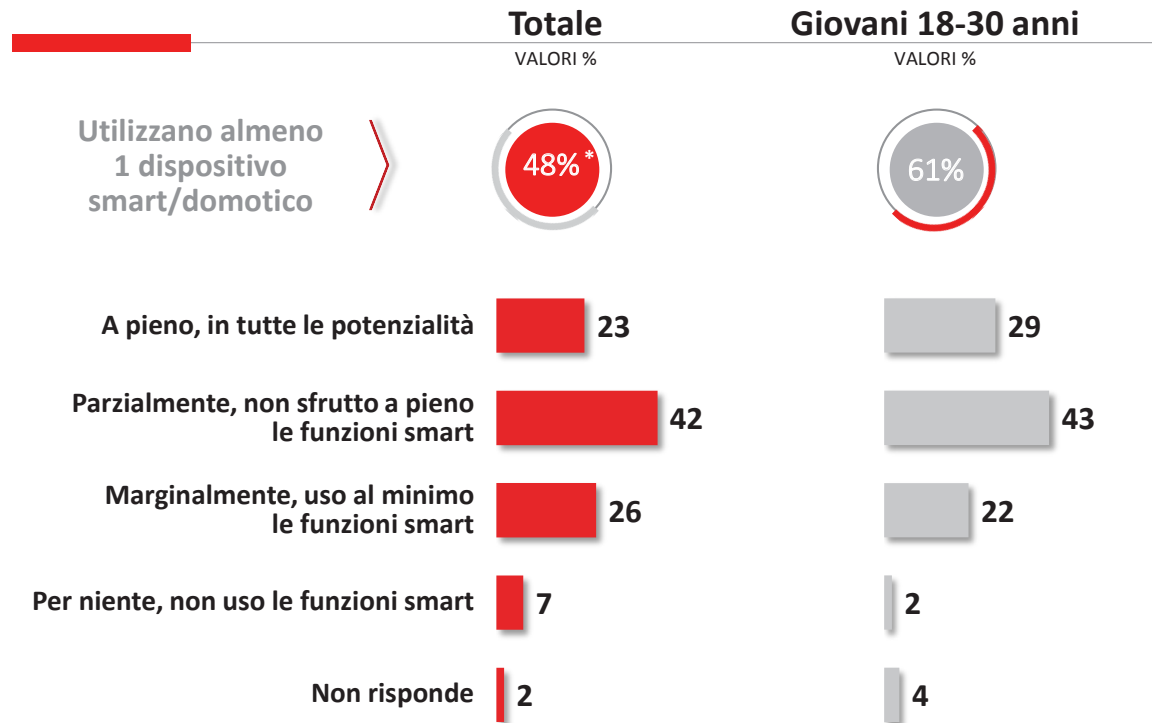 Totale
Giovani 18-30 anni
VALORI %
VALORI %
Utilizzano almeno
1 dispositivo
smart/domotico
48% *
61%
A pieno, in tutte le potenzialità
23
29
Parzialmente, non sfrutto a pieno
le funzioni smart
42
43
Marginalmente, uso al minimo
le funzioni smart
26
22
Per niente, non uso le funzioni smart
7
2
Non risponde
2
4